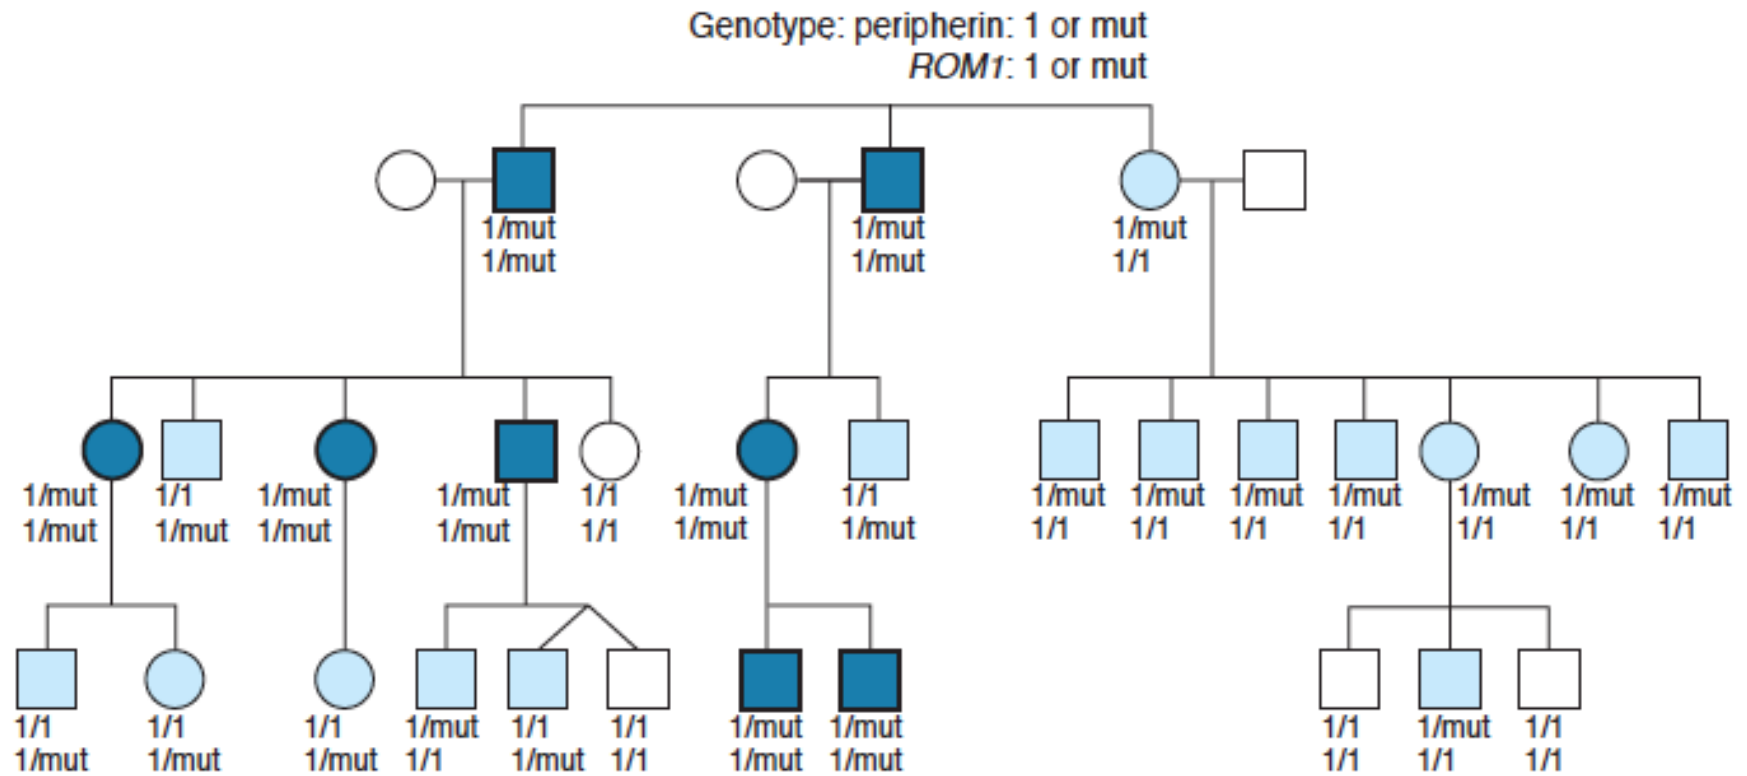 Genotype: peripherin: 1 or mut
ROM1: 1 or mut
1/mut 1/mut 1/mut
1/mut 1/mut 1/1
1/mut 1/1 1/mut 1/mut 1/1 1/mut 1/1 1/mut 1/mut 1/mut 1/mut 1/mut 1/mut 1/mut
1/mut 1/mut 1/mut 1/mut 1/1 1/mut 1/mut 1/1 1/1 1/1 1/1 1/1 1/1 1/1
1/1 1/1 1/1 1/mut 1/1 1/1 1/mut 1/mut 1/1 1/mut 1/1
1/mut 1/mut 1/mut 1/1 1/mut 1/1 1/mut 1/mut 1/1 1/1 1/1